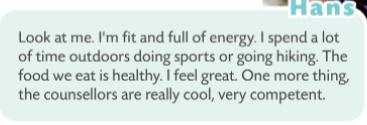 Hans
Look at me. I'm fit and full of energy. I spend a lot
of time outdoors doing sports or going hiking. The
food we eat is healthy. I feel great. One more thing,
the counsellors are really cool, very competent.